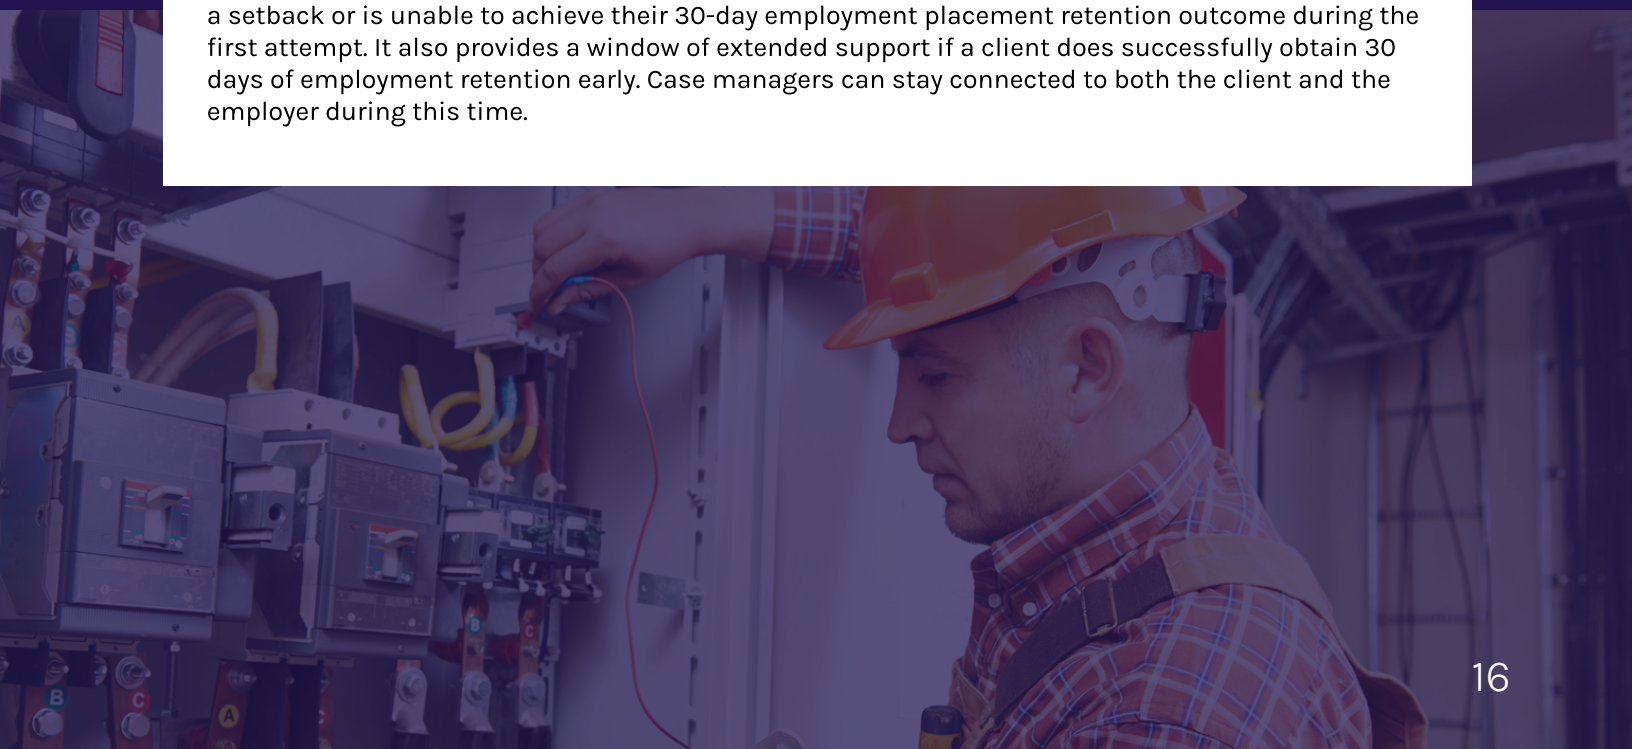 a setback or is unable to achieve their 30-day employment placement retention outcome during the
first attempt. It also provides a window of extended support if a client does successfully obtain 30
days of employment retention early. Case managers can stay connected to both the client and the
employer during this time.
A
B
B
C
B
C
A
C
A
16